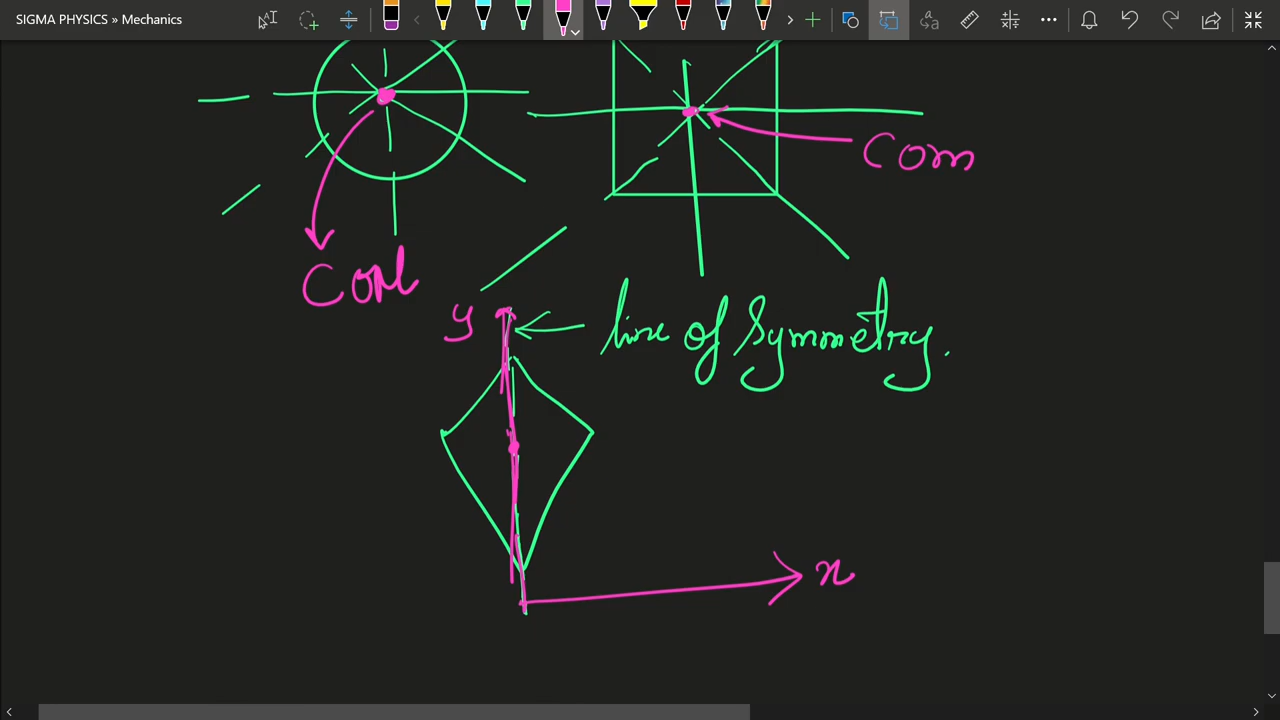 SIGMA PHYSICS » Mechanics
Com
COM
y
line of Symmetry.
x